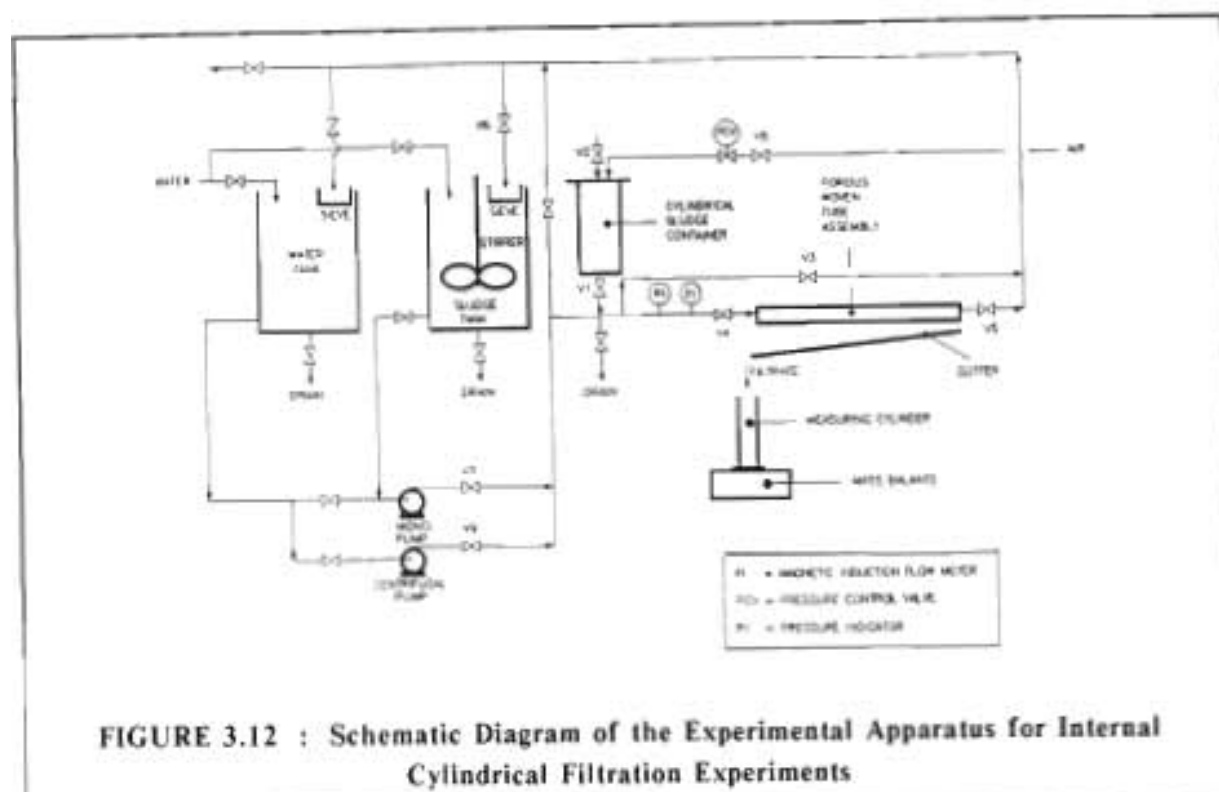 WATER
SIEVE
WATER
TANK
DRAIN
SIEVE
STIRRER
SLUDGE
TANK
DRAIN
V1
CYLINDRICAL
SLUDGE
CONTAINER
DRAIN
AIR
POROUS
WOVEN
TUBE
ASSEMBLY
V3
V4
V5
GUTTER
FILTRATE
MEASURING CYLINDER
MASS BALANCE
MONO
PUMP
CENTRIFUGAL
PUMP
FI = MAGNETIC INDUCTION FLOW METER
PCV = PRESSURE CONTROL VALVE
PI = PRESSURE INDICATOR
FIGURE 3.12 : Schematic Diagram of the Experimental Apparatus for Internal
Cylindrical Filtration Experiments